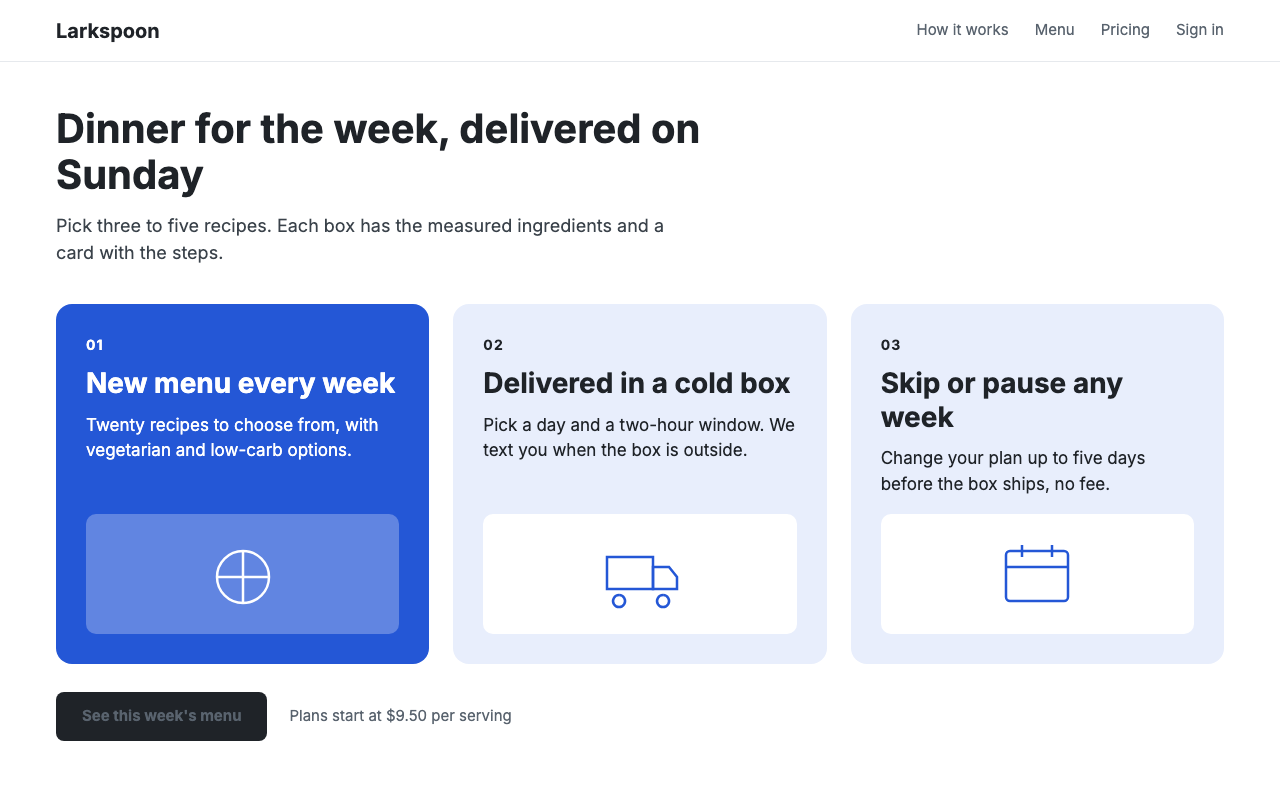 Larkspoon
How it works
Menu
Pricing
Sign in
Dinner for the week, delivered on
Sunday
Pick three to five recipes. Each box has the measured ingredients and a
card with the steps.
01
New menu every week
Twenty recipes to choose from, with
vegetarian and low-carb options.
02
Delivered in a cold box
Pick a day and a two-hour window. We
text you when the box is outside.
03
Skip or pause any
week
Change your plan up to five days
before the box ships, no fee.
See this week's menu
Plans start at $9.50 per serving